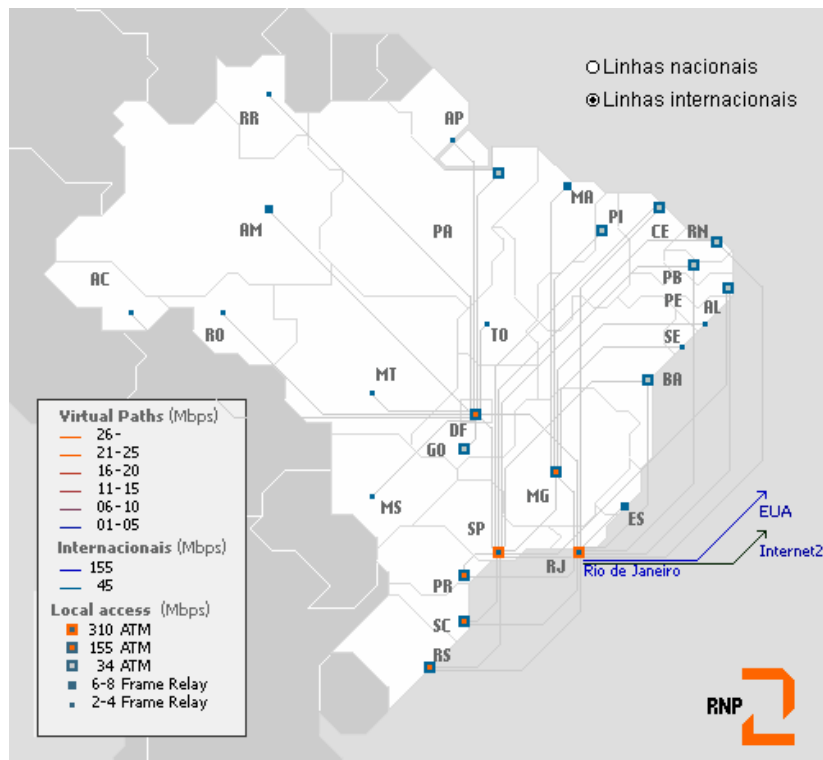 Linhas nacionais
Linhas internacionais
RR
AP
AM
PA
MA
PI
CE
RN
AC
PB
RO
PE
AL
TO
SE
MT
BA
DF
GO
MS
MG
SP
ES
RJ
EUA
Internet2
Rio de Janeiro
PR
SC
RS
Virtual Paths (Mbps)
26-
21-25
16-20
11-15
06-10
01-05
Internacionais (Mbps)
155
45
Local access (Mbps)
310 ATM
155 ATM
34 ATM
6-8 Frame Relay
2-4 Frame Relay
RNP